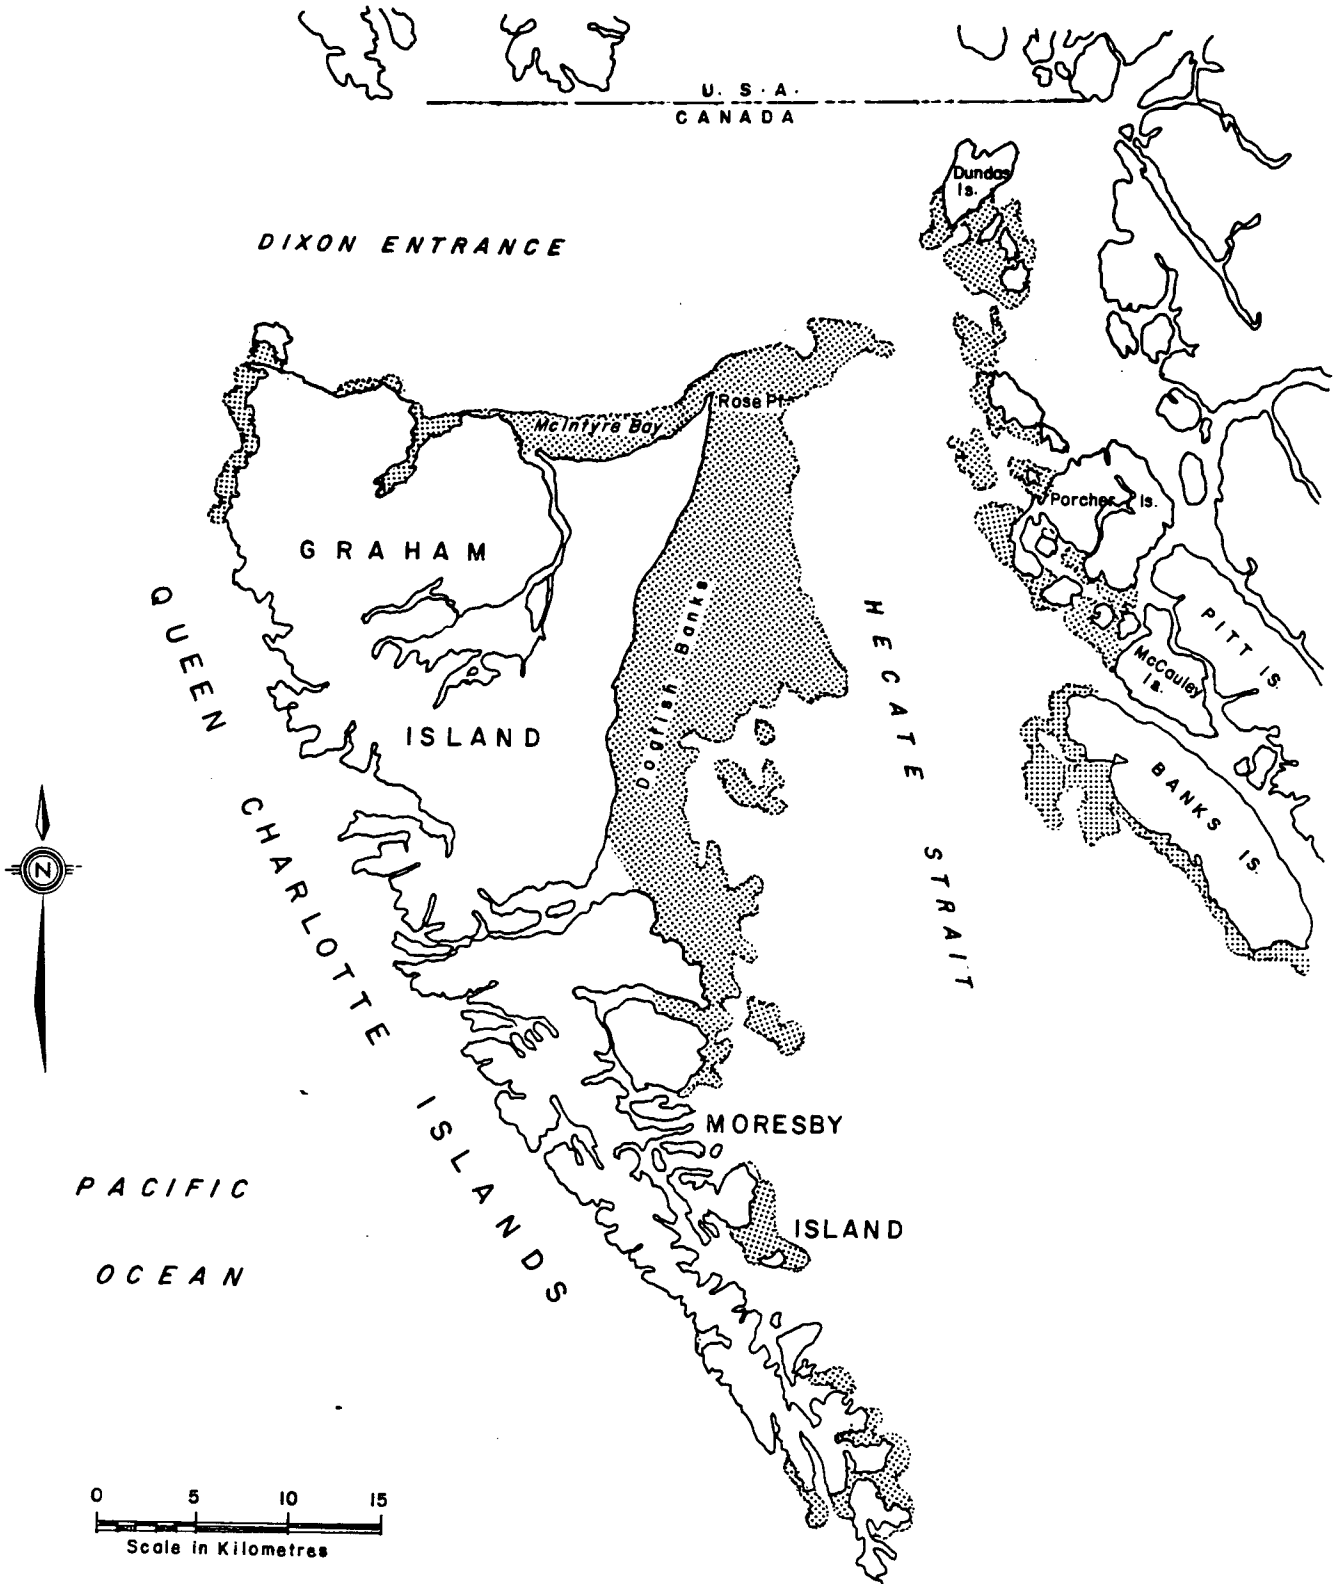 U. S. A.
CANADA
Dundas
Is.
DIXON ENTRANCE
Rose Pt.
McIntyre Bay
Porcher Is.
GRAHAM
ISLAND
Dogfish Banks
HECATE STRAIT
PITT IS.
McCauley
Is.
BANKS IS.
QUEEN CHARLOTTE ISLANDS
N
MORESBY
ISLAND
PACIFIC
OCEAN
0 5 10 15
Scale in Kilometres